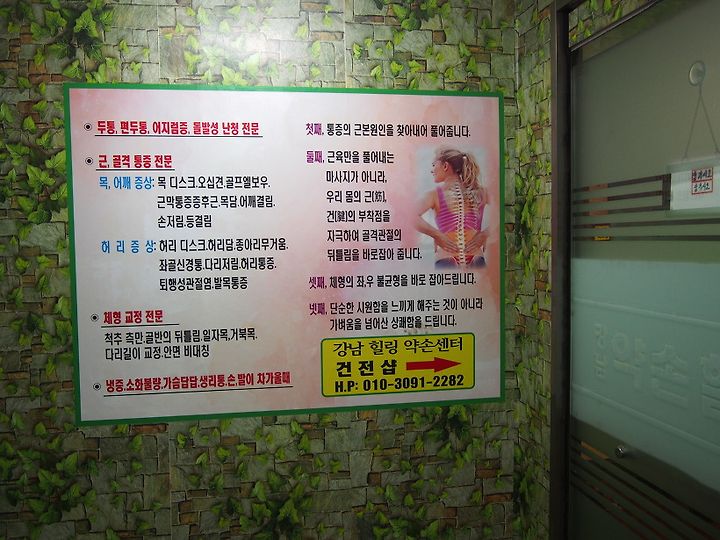 두통, 편두통, 어지럼증, 돌발성 난청 전문
근, 골격 통증 전문
목, 어깨 증상: 목 디스크.오십견.골프엘보우.
근막통증증후근.목담.어깨결림.
손저림.등결림
허 리 증 상: 허리 디스크.허리담.종아리무거움.
좌골신경통.다리저림.허리통증.
퇴행성관절염.발목통증
체형 교정 전문
척추 측만.골반의 뒤틀림.일자목.거북목.
다리길이 교정.안면 비대칭
냉증,소화불량,가슴답답,생리통,손,발이 차가울때
첫째, 통증의 근본원인을 찾아내어 풀어줍니다.
둘째, 근육만을 풀어내는
마사지가 아니라,
우리 몸의 근(筋),
건(腱)의 부착점을
자극하여 골격관절의
뒤틀림을 바로잡아 줍니다.
셋째, 체형의 좌,우 불균형을 바로 잡아드립니다.
넷째, 단순한 시원함을 느끼게 해주는 것이 아니라
가벼움을 넘어선 상쾌함을 드립니다.
강남 힐링 약손센터
건 전 샵
H.P: 010-3091-2282